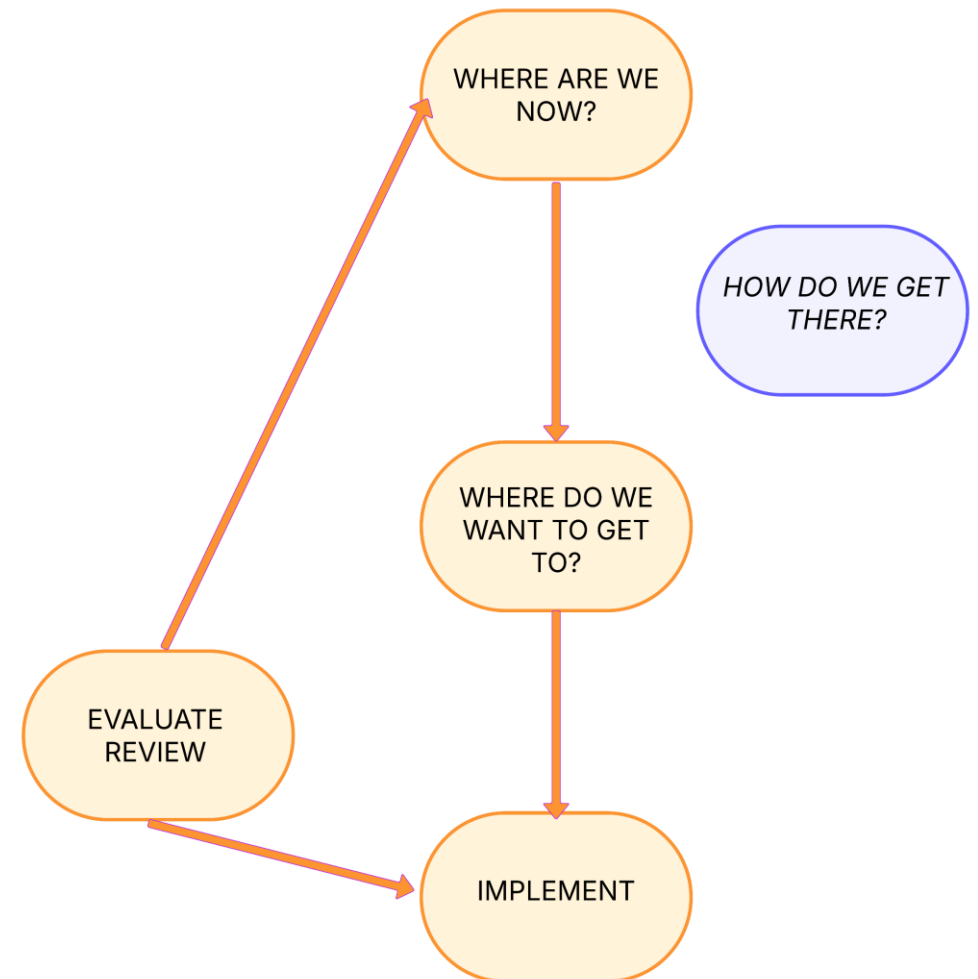 WHERE ARE WE
NOW?
HOW DO WE GET
THERE?
WHERE DO WE
WANT TO GET
TO?
EVALUATE
REVIEW
IMPLEMENT